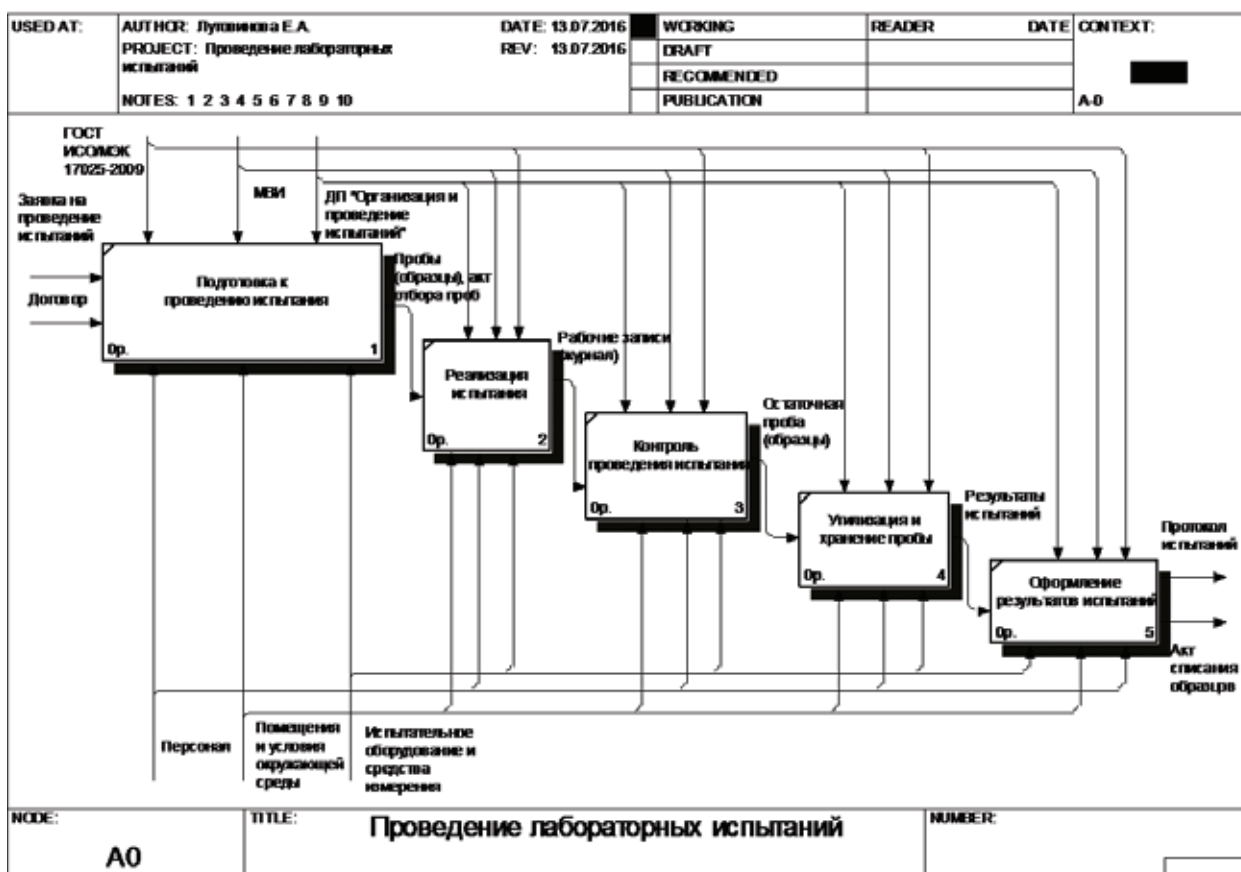 USED AT:
AUTHOR: Луговинова Е.А.
DATE: 13.07.2016
PROJECT: Проведение лабораторных
испытаний
REV: 13.07.2016
NOTES: 1 2 3 4 5 6 7 8 9 10
WORKING
DRAFT
RECOMMENDED
PUBLICATION
READER
DATE
CONTEXT:
A-0
ГОСТ
ИСО/МЭК
17025-2009
МВИ
ДП "Организация и
проведение
испытаний"
Заявка на
проведение
испытаний
Договор
Подготовка к
проведению испытания
0р.
1
Пробы
(образцы), акт
отбора проб
Реализация
испытания
0р.
2
Рабочие записи
(журнал)
Контроль
проведения испытания
0р.
3
Остаточная
проба
(образцы)
Утилизация и
хранение пробы
0р.
4
Результаты
испытаний
Оформление
результатов испытаний
0р.
5
Протокол
испытаний
Акт
списания
образцов
Персонал
Помещения
и условия
окружающей
среды
Испытательное
оборудование и
средства
измерения
NODE:
A0
TITLE:
Проведение лабораторных испытаний
NUMBER: